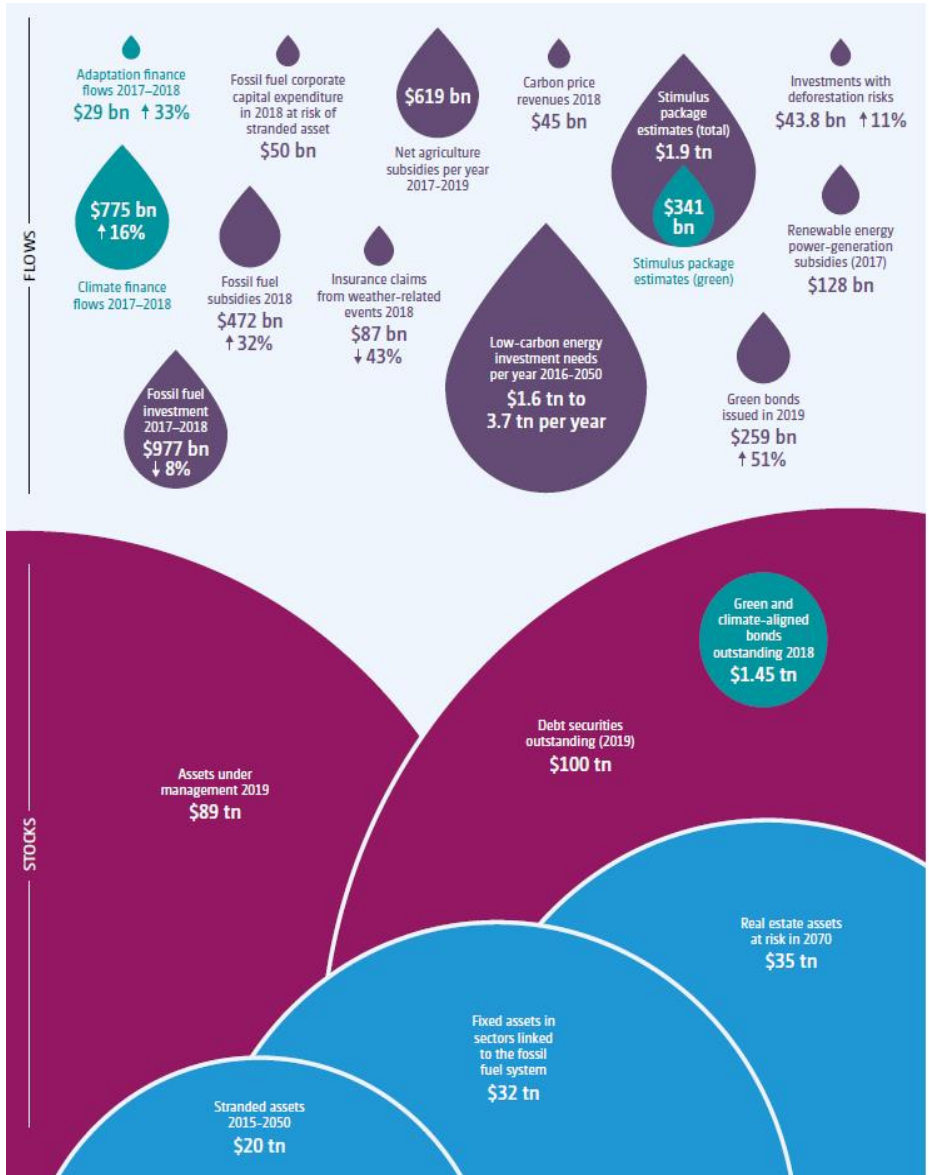 FLOWS
Adaptation finance
flows 2017–2018
$29 bn ↑ 33%
Fossil fuel corporate
capital expenditure
in 2018 at risk of
stranded asset
$50 bn
$619 bn
Net agriculture
subsidies per year
2017-2019
Carbon price
revenues 2018
$45 bn
Stimulus
package
estimates (total)
$1.9 tn
$341
bn
Stimulus package
estimates (green)
Investments with
deforestation risks
$43.8 bn ↑11%
$775 bn
↑16%
Climate finance
flows 2017–2018
Fossil fuel
subsidies 2018
$472 bn
↑32%
Insurance claims
from weather-related
events 2018
$87 bn
↓43%
Renewable energy
power-generation
subsidies (2017)
$128 bn
Fossil fuel
investment
2017–2018
$977 bn
↓8%
Low-carbon energy
investment needs
per year 2016-2050
$1.6 tn to
3.7 tn per year
Green bonds
issued in 2019
$259 bn
↑51%
STOCKS
Green and
climate-aligned
bonds
outstanding 2018
$1.45 tn
Debt securities
outstanding (2019)
$100 tn
Assets under
management 2019
$89 tn
Real estate assets
at risk in 2070
$35 tn
Fixed assets in
sectors linked
to the fossil
fuel system
$32 tn
Stranded assets
2015-2050
$20 tn